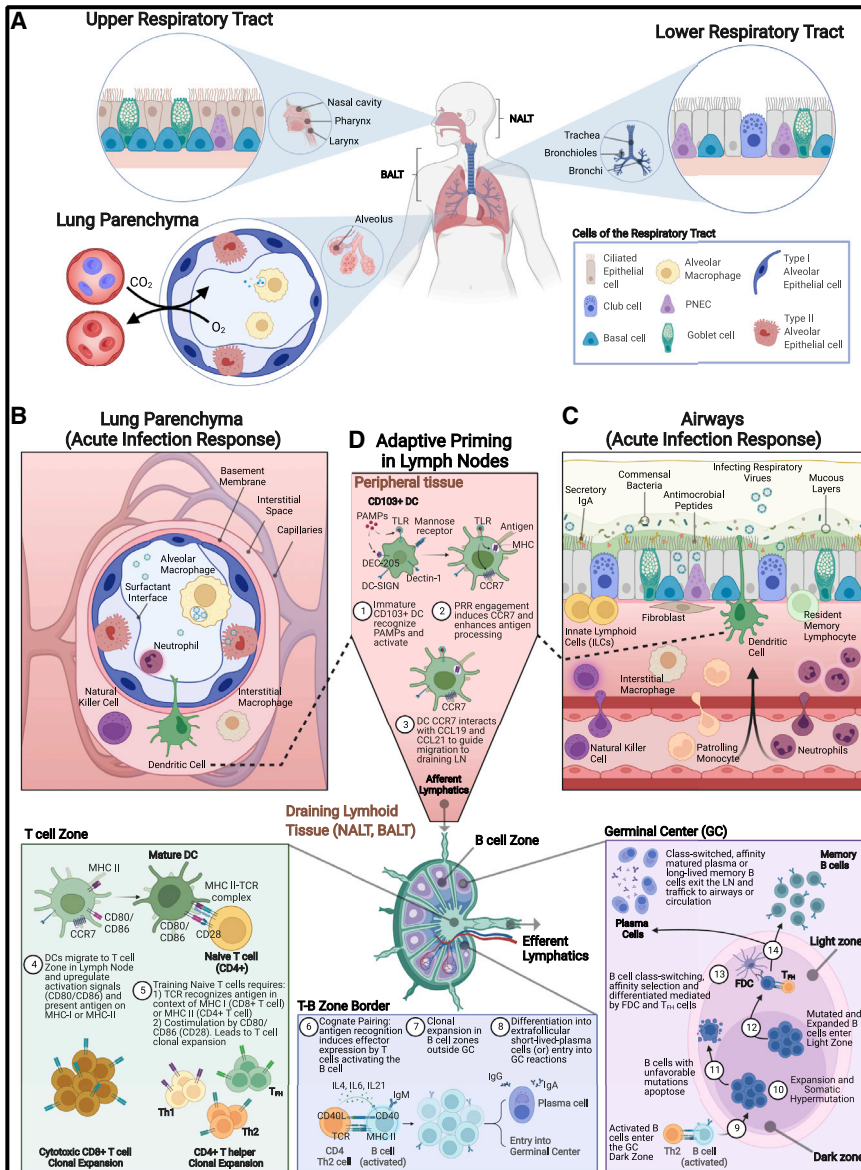 A
Upper Respiratory Tract
Lower Respiratory Tract
Nasal cavity
Pharynx
Larynx
NALT
BALT
Trachea
Bronchioles
Bronchi
Lung Parenchyma
Alveolus
CO2
O2
Cells of the Respiratory Tract
Ciliated
Epithelial
cell
Alveolar
Macrophage
Type I
Alveolar
Epithelial cell
Club cell
PNEC
Basal cell
Goblet cell
Type II
Alveolar
Epithelial cell
B
Lung Parenchyma
(Acute Infection Response)
Basement
Membrane
Interstitial
Space
Capillaries
Alveolar
Macrophage
Surfactant
Interface
Neutrophil
Natural
Killer Cell
Interstitial
Macrophage
Dendritic Cell
D
Adaptive Priming
in Lymph Nodes
Peripheral tissue
CD103+ DC
PAMPs
TLR
Mannose
receptor
DEC-205
DC-SIGN
Dectin-1
TLR
Antigen
MHC
CCR7
1
Immature
CD103+ DC
recognize
PAMPs and
activate
2
PRR engagement
induces CCR7 and
enhances antigen
processing
CCR7
3
DC CCR7 interacts
with CCL19 and
CCL21 to guide
migration to
draining LN
Afferent
Lymphatics
C
Airways
(Acute Infection Response)
Secretory
IgA
Commensal
Bacteria
Antimicrobial
Peptides
Infecting Respiratory
Viruses
Mucous
Layers
Innate Lymphoid
Cells (ILCs)
Fibroblast
Dendritic
Cell
Resident
Memory
Lymphocyte
Interstitial
Macrophage
Natural Killer
Cell
Patrolling
Monocyte
Neutrophils
Draining Lymhoid
Tissue (NALT, BALT)
B cell Zone
Efferent
Lymphatics
T cell Zone
MHC II
Mature DC
MHC II-TCR
complex
CD80/
CD86
CCR7
CD80/
CD86
CD28
Naive T cell
(CD4+)
4
DCs migrate to T cell
Zone in Lymph Node
and upregulate
activation signals
(CD80/CD86) and
present antigen on
MHC-I or MHC-II
5
Training Naive T cells requires:
1) TCR recognizes antigen in
context of MHC I (CD8+ T cell)
or MHC II (CD4+ T cell)
2) Costimulation by CD80/
CD86 (CD28). Leads to T cell
clonal expansion
Th1
TFH
Th2
Cytotoxic CD8+ T cell
Clonal Expansion
CD4+ T helper
Clonal Expansion
T-B Zone Border
6
Cognate Pairing:
antigen recognition
induces effector
expression by T
cells activating the
B cell
7
Clonal
expansion in
B cell zones
outside GC
8
Differentiation into
extrafollicular
short-lived-plasma
cells (or) entry into
GC reactions
IL4, IL6, IL21
IgM
CD40L
CD40
TCR
MHC II
CD4
Th2 cell
B cell
(activated)
IgG
IgA
Plasma cell
Entry into
Germinal Center
Germinal Center (GC)
Class-switched, affinity
matured plasma or
long-lived memory B
cells exit the LN and
traffick to airways or
circulation
Memory
B cells
Plasma
Cells
14
Light zone
13
B cell class-switching,
affinity selection and
differentiated mediated
by FDC and TFH cells
FDC
TFH
12
Mutated and
Expanded B
cells enter
Light Zone
11
B cells with
unfavorable
mutations
apoptose
10
Expansion and
Somatic
Hypermutation
9
Activated B
cells enter
the GC
Dark Zone
Th2
B cell
(activated)
Dark zone